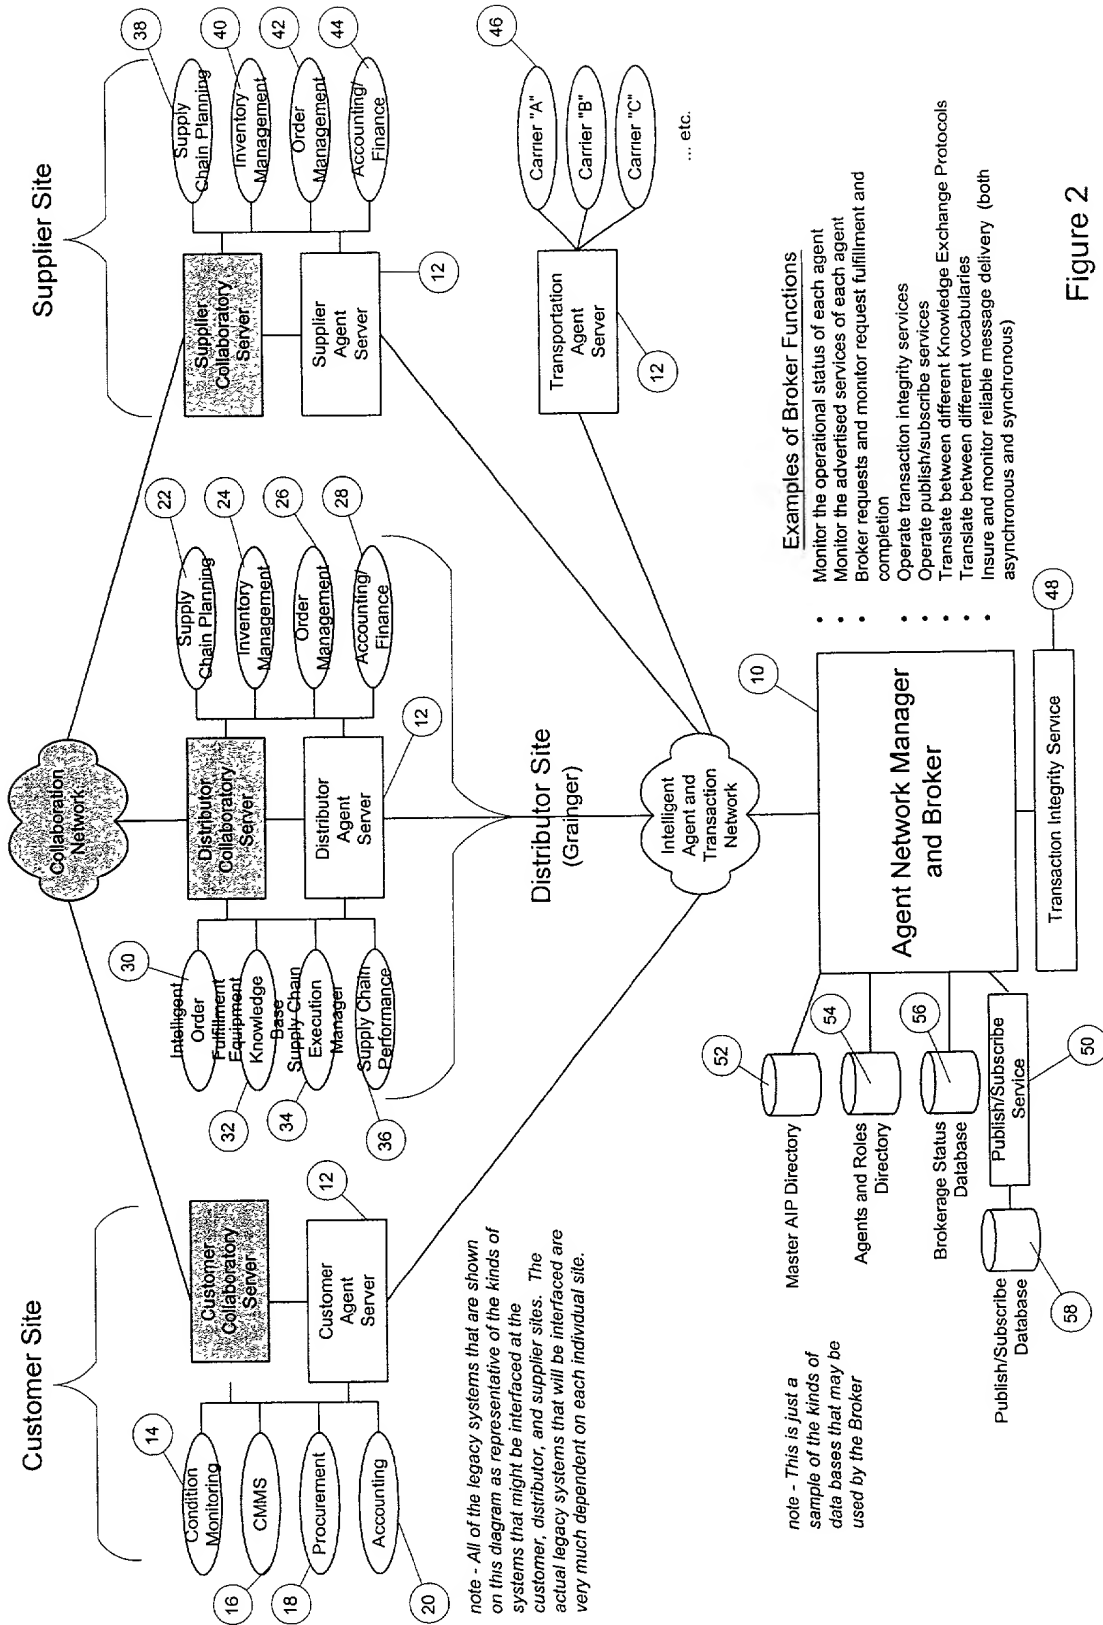 Customer Site
Supplier Site
Collaboration
Network
Condition
Monitoring
14
CMMS
16
Procurement
18
Accounting
20
Customer
Collaboratory
Server
Customer
Agent
Server
12
Intelligent
Order
Fulfillment
30
Equipment
Knowledge
Base
32
Supply Chain
Execution
Manager
34
Supply Chain
Performance
36
Distributor
Collaboratory
Server
Distributor
Agent
Server
12
Supply
Chain Planning
22
Inventory
Management
24
Order
Management
26
Accounting/
Finance
28
Distributor Site
(Grainger)
Supplier
Collaboratory
Server
Supplier
Agent
Server
12
Supply
Chain Planning
38
Inventory
Management
40
Order
Management
42
Accounting/
Finance
44
note - All of the legacy systems that are shown
on this diagram as representative of the kinds of
systems that might be interfaced at the
customer, distributor, and supplier sites. The
actual legacy systems that will be interfaced are
very much dependent on each individual site.
Intelligent
Agent and
Transaction
Network
Transportation
Agent
Server
12
Carrier "A"
Carrier "B"
Carrier "C"
... etc.
46
note - This is just a
sample of the kinds of
data bases that may be
used by the Broker
Master AIP Directory
52
Agents and Roles
Directory
54
Brokerage Status
Database
56
Publish/Subscribe
Service
50
Publish/Subscribe
Database
58
Agent Network Manager
and Broker
10
Transaction Integrity Service
48
Examples of Broker Functions
• Monitor the operational status of each agent
• Monitor the advertised services of each agent
• Broker requests and monitor request fulfillment and
completion
• Operate transaction integrity services
• Operate publish/subscribe services
• Translate between different Knowledge Exchange Protocols
• Translate between different vocabularies
• Insure and monitor reliable message delivery (both
asynchronous and synchronous)
Figure 2